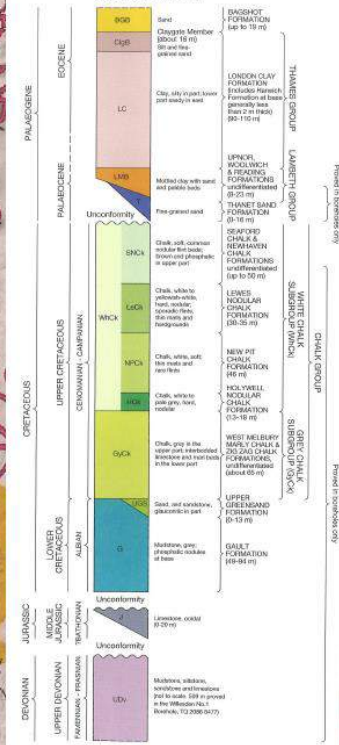 BGB
Sand
BAGSHOT
FORMATION
(up to 19 m)
ClgB
Claygate Member
(about 16 m)
Silt and fine-
grained sand
LC
Clay, silty in part; lower
part sandy in east
LONDON CLAY
FORMATION
(includes Harwich
Formation at base
generally less
than 2 m thick)
(90-110 m)
THAMES GROUP
EOCENE
PALAEOGENE
LMB
Mottled clay with sand
and pebble beds
UPNOR,
WOOLWICH
& READING
FORMATIONS
undifferentiated
(8-23 m)
LAMBETH GROUP
PALAEOCENE
T
Fine-grained sand
THANET SAND
FORMATION
(0-16 m)
Proved in boreholes only
Unconformity
SNCk
Chalk, soft, common
nodular flint beds;
brown and phosphatic
in upper part
SEAFORD
CHALK &
NEWHAVEN
CHALK
FORMATIONS
undifferentiated
(up to 50 m)
WhCk
LeCk
Chalk, white to
yellowish-white,
hard, nodular;
sporadic flints,
thin marls and
hardgrounds
LEWES
NODULAR
CHALK
FORMATION
(30-35 m)
NPCk
Chalk, white, soft;
thin marls and
rare flints
NEW PIT
CHALK
FORMATION
(46 m)
Chalk, white to
pale grey, hard,
nodular
HOLYWELL
NODULAR
CHALK
FORMATION
(13-18 m)
WHITE CHALK
SUBGROUP (WhCk)
GyCk
Chalk, grey in the
upper part; interbedded
limestone and marl beds
in the lower part
WEST MELBURY
MARLY CHALK &
ZIG ZAG CHALK
FORMATIONS,
undifferentiated
(about 65 m)
GREY CHALK
SUBGROUP (GyCk)
CHALK GROUP
CENOMANIAN - CAMPANIAN
UPPER CRETACEOUS
CRETACEOUS
UGS
Sand, and sandstone,
glauconitic in part
UPPER
GREENSAND
FORMATION
(0-13 m)
G
Mudstone, grey;
phosphatic nodules
at base
GAULT
FORMATION
(49-94 m)
ALBIAN
LOWER
CRETACEOUS
Proved in boreholes only
Unconformity
J
Limestone, ooidal
(0-20 m)
?BATHONIAN
MIDDLE
JURASSIC
JURASSIC
Unconformity
UDv
Mudstone, siltstone,
sandstones and limestone
(not to scale. 509 m proved
in the Willesden No.1
Borehole, TQ 2086 8477)
FAMENNIAN - FRASNIAN
UPPER DEVONIAN
DEVONIAN